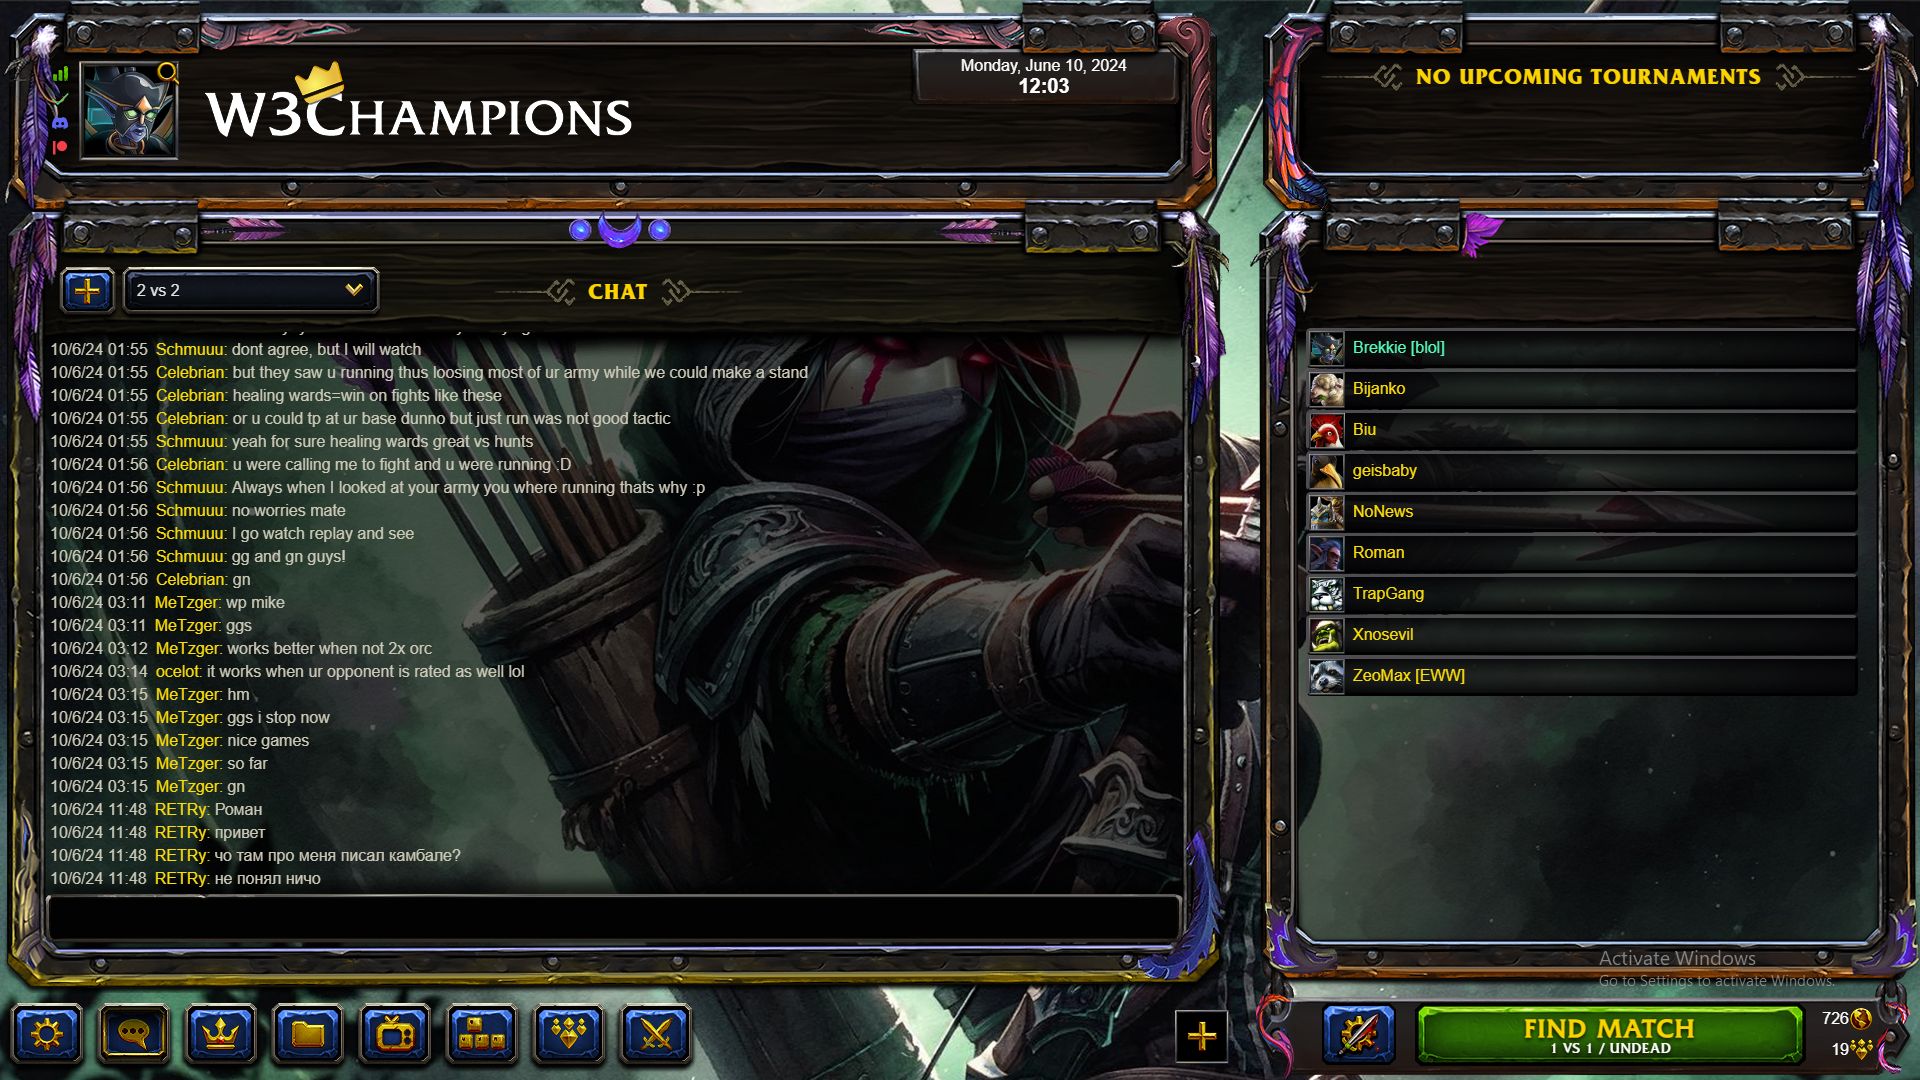 W3CHAMPIONS
Monday, June 10, 2024
12:03
NO UPCOMING TOURNAMENTS
2 vs 2
CHAT
10/6/24 01:55 Schmuuu: dont agree, but I will watch
10/6/24 01:55 Celebrian: but they saw u running thus loosing most of ur army while we could make a stand
10/6/24 01:55 Celebrian: healing wards=win on fights like these
10/6/24 01:55 Celebrian: or u could tp at ur base dunno but just run was not good tactic
10/6/24 01:55 Schmuuu: yeah for sure healing wards great vs hunts
10/6/24 01:56 Celebrian: u were calling me to fight and u were running :D
10/6/24 01:56 Schmuuu: Always when I looked at your army you where running thats why :p
10/6/24 01:56 Schmuuu: no worries mate
10/6/24 01:56 Schmuuu: I go watch replay and see
10/6/24 01:56 Schmuuu: gg and gn guys!
10/6/24 01:56 Celebrian: gn
10/6/24 03:11 MeTzger: wp mike
10/6/24 03:11 MeTzger: ggs
10/6/24 03:12 MeTzger: works better when not 2x orc
10/6/24 03:14 ocelot: it works when ur opponent is rated as well lol
10/6/24 03:15 MeTzger: hm
10/6/24 03:15 MeTzger: ggs i stop now
10/6/24 03:15 MeTzger: nice games
10/6/24 03:15 MeTzger: so far
10/6/24 03:15 MeTzger: gn
10/6/24 11:48 RETRy: Роман
10/6/24 11:48 RETRy: привет
10/6/24 11:48 RETRy: чо там про меня писал камбале?
10/6/24 11:48 RETRy: не понял ничо
Brekkie [blol]
Bijanko
Biu
geisbaby
NoNews
Roman
TrapGang
Xnosevil
ZeoMax [EWW]
Activate Windows
Go to Settings to activate Windows.
FIND MATCH
1 VS 1 / UNDEAD
726
19